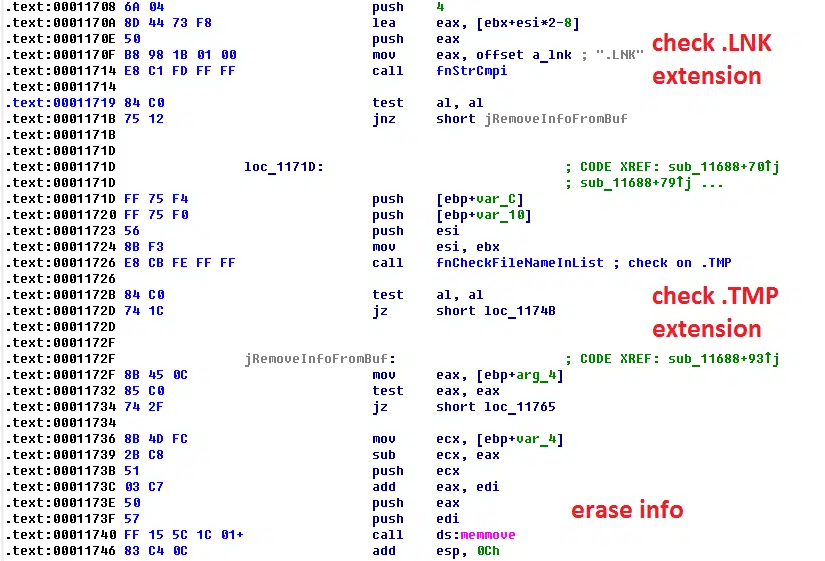 .text:00011708 6A 04 push 4
.text:0001170A 8D 44 73 F8 lea eax, [ebx+esi*2-8]
.text:0001170E 50 push eax
.text:0001170F B8 98 1B 01 00 mov eax, offset a_lnk ; ".LNK"
.text:00011714 E8 C1 FD FF FF call fnStrCmpi
.text:00011714
.text:00011719 84 C0 test al, al
.text:0001171B 75 12 jnz short jRemoveInfoFromBuf
.text:0001171B
.text:0001171D
.text:0001171D loc_1171D: ; CODE XREF: sub_11688+70↑j
.text:0001171D ; sub_11688+79↑j ...
.text:0001171D FF 75 F4 push [ebp+var_C]
.text:00011720 FF 75 F0 push [ebp+var_10]
.text:00011723 56 push esi
.text:00011724 8B F3 mov esi, ebx
.text:00011726 E8 CB FE FF FF call fnCheckFileNameInList ; check on .TMP
.text:00011726
.text:0001172B 84 C0 test al, al
.text:0001172D 74 1C jz short loc_1174B
.text:0001172D
.text:0001172F
.text:0001172F jRemoveInfoFromBuf: ; CODE XREF: sub_11688+93↑j
.text:0001172F 8B 45 0C mov eax, [ebp+arg_4]
.text:00011732 85 C0 test eax, eax
.text:00011734 74 2F jz short loc_11765
.text:00011734
.text:00011736 8B 4D FC mov ecx, [ebp+var_4]
.text:00011739 2B C8 sub ecx, eax
.text:0001173B 51 push ecx
.text:0001173C 03 C7 add eax, edi
.text:0001173E 50 push eax
.text:0001173F 57 push edi
.text:00011740 FF 15 5C 1C 01+ call ds:memmove
.text:00011746 83 C4 0C add esp, 0Ch
check .LNK
extension
check .TMP
extension
erase info